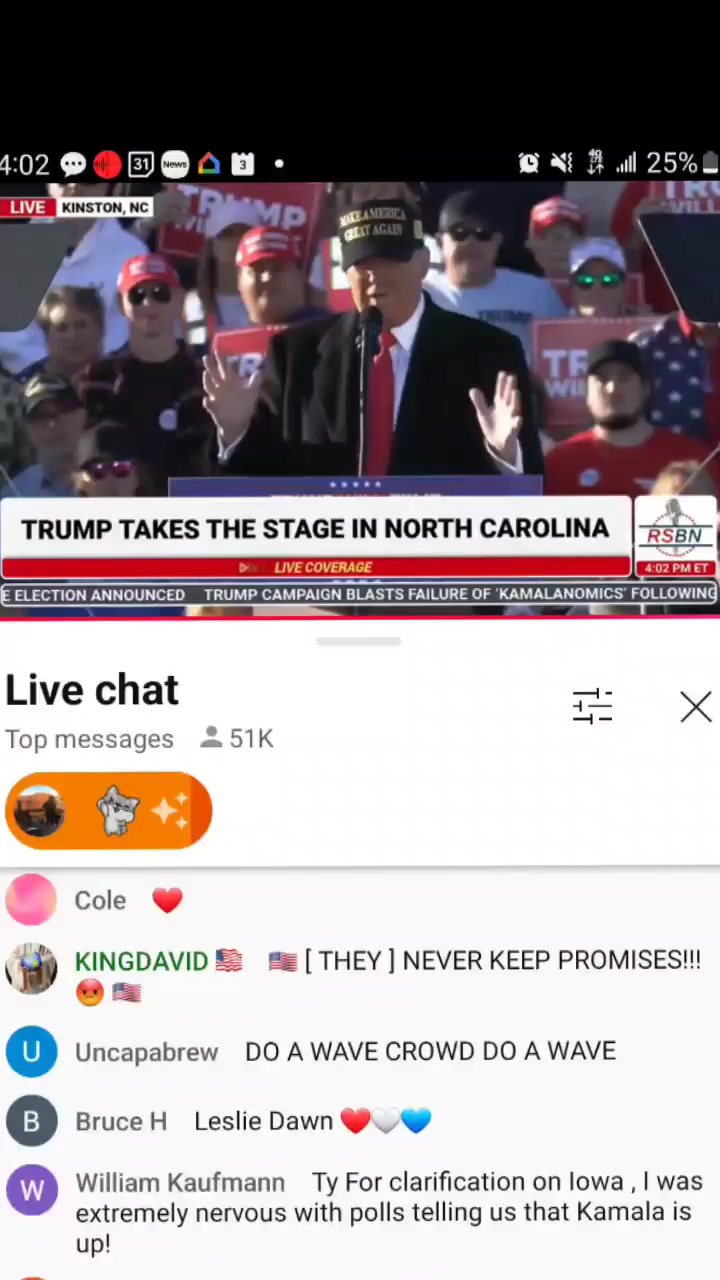 4:02
31
News
3
25%
LIVE KINSTON, NC
TRUMP
MAKE AMERICA
GREAT AGAIN
TRUMP TAKES THE STAGE IN NORTH CAROLINA
RSBN
LIVE COVERAGE
4:02 PM ET
E ELECTION ANNOUNCED TRUMP CAMPAIGN BLASTS FAILURE OF 'KAMALANOMICS' FOLLOWING
Live chat
Top messages 51K
Cole ❤️
KINGDAVID 🇺🇸 🇺🇸 [ THEY ] NEVER KEEP PROMISES!!!
😡 🇺🇸
U Uncapabrew DO A WAVE CROWD DO A WAVE
B Bruce H Leslie Dawn ❤️🤍💙
W William Kaufmann Ty For clarification on Iowa , I was
extremely nervous with polls telling us that Kamala is
up!